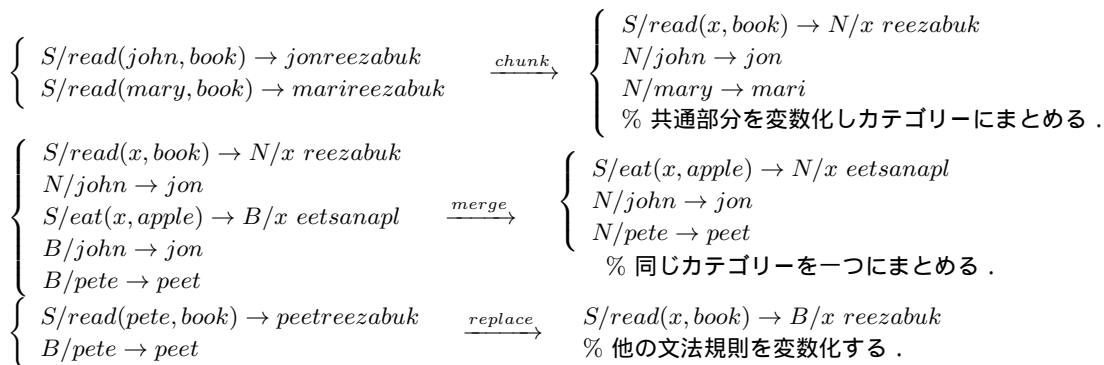 S/read(john, book) → jonreezabuk
S/read(mary, book) → marireezabuk
chunk
S/read(x, book) → N/x reezabuk
N/john → jon
N/mary → mari
% 共通部分を変数化しカテゴリーにまとめる．
S/read(x, book) → N/x reezabuk
N/john → jon
S/eat(x, apple) → B/x eetsanapl
B/john → jon
B/pete → peet
merge
S/eat(x, apple) → N/x eetsanapl
N/john → jon
N/pete → peet
% 同じカテゴリーを一つにまとめる．
S/read(pete, book) → peetreezabuk
B/pete → peet
replace
S/read(x, book) → B/x reezabuk
% 他の文法規則を変数化する．